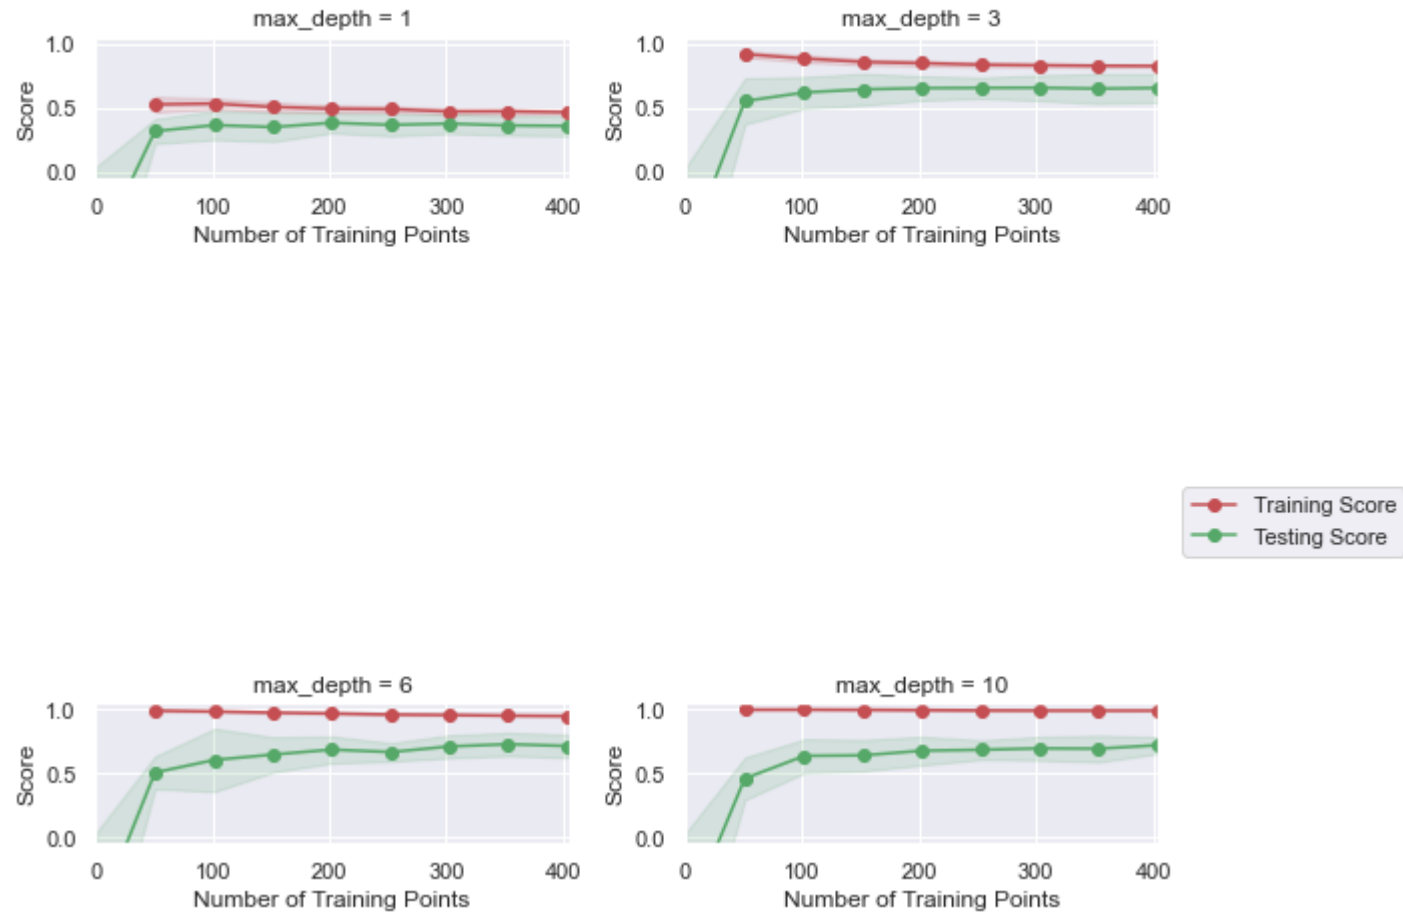 max_depth = 1
1.0
0.5
0.0
Score
0 100 200 300 400
Number of Training Points
max_depth = 3
1.0
0.5
0.0
Score
0 100 200 300 400
Number of Training Points
Training Score
Testing Score
max_depth = 6
1.0
0.5
0.0
Score
0 100 200 300 400
Number of Training Points
max_depth = 10
1.0
0.5
0.0
Score
0 100 200 300 400
Number of Training Points